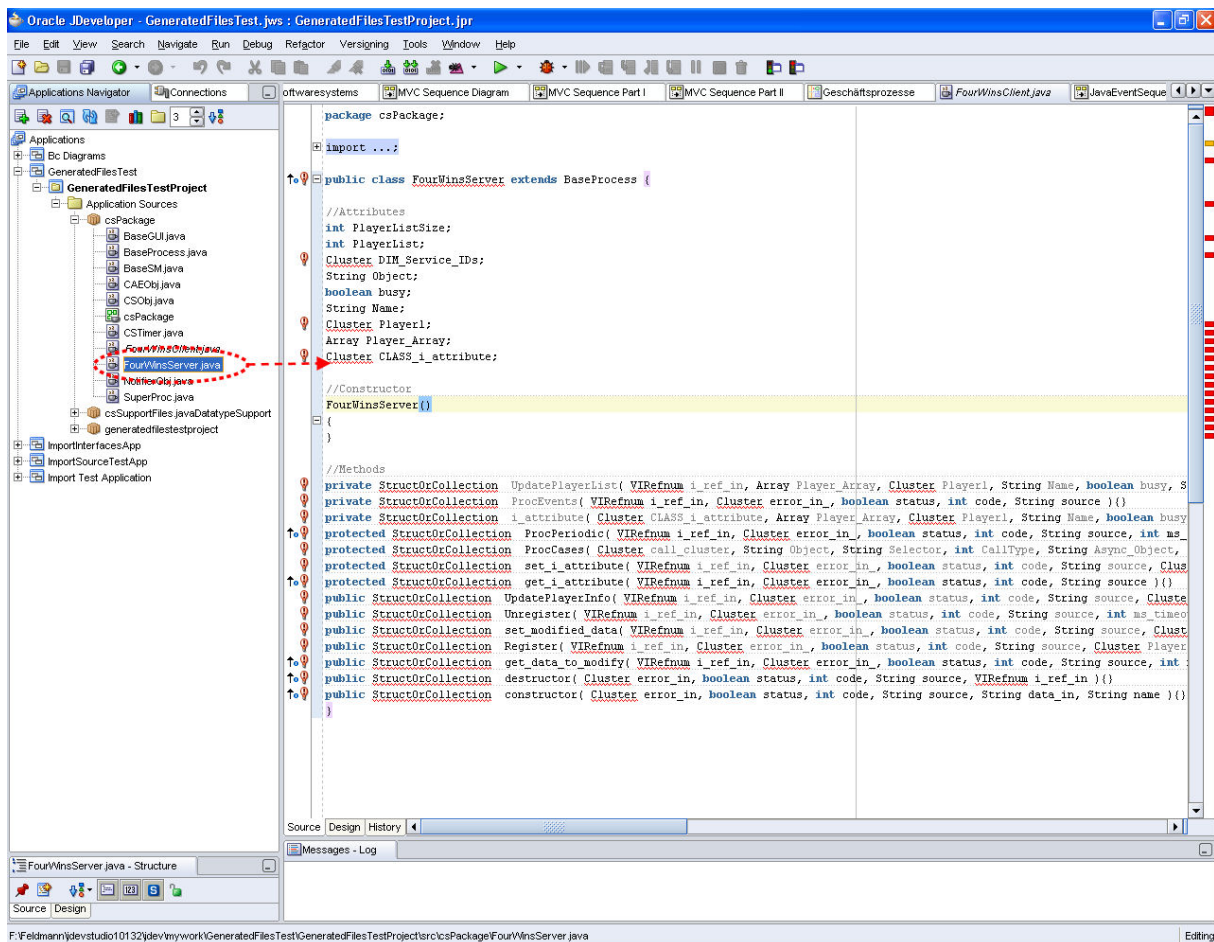 Oracle JDeveloper - GeneratedFilesTest.jws : GeneratedFilesTestProject.jpr
File Edit View Search Navigate Run Debug Refactor Versioning Tools Window Help
Applications Navigator Connections
oftwaresystems MVC Sequence Diagram MVC Sequence Part I MVC Sequence Part II Geschäftsprozesse FourWinsClient.java JavaEventSeque
3
Applications
Bc Diagrams
GeneratedFilesTest
GeneratedFilesTestProject
Application Sources
csPackage
BaseGUI.java
BaseProcess.java
BaseSM.java
CAEObj.java
CSObj.java
csPackage
CSTimer.java
FourWinsClient.java
FourWinsServer.java
NotifierObj.java
SuperProc.java
csSupportFiles.javaDatatypeSupport
generatedfilestestproject
ImportInterfacesApp
ImportSourceTestApp
Import Test Application
package csPackage;
import ...;
public class FourWinsServer extends BaseProcess {
//Attributes
int PlayerListSize;
int PlayerList;
Cluster DIM_Service_IDs;
String Object;
boolean busy;
String Name;
Cluster Player1;
Array Player_Array;
Cluster CLASS_i_attribute;
//Constructor
FourWinsServer()
{
}
//Methods
private StructOrCollection UpdatePlayerList( VIRefnum i_ref_in, Array Player_Array, Cluster Player1, String Name, boolean busy, S
private StructOrCollection ProcEvents( VIRefnum i_ref_in, Cluster error_in_, boolean status, int code, String source ){}
private StructOrCollection i_attribute( Cluster CLASS_i_attribute, Array Player_Array, Cluster Player1, String Name, boolean busy
protected StructOrCollection ProcPeriodic( VIRefnum i_ref_in, Cluster error_in_, boolean status, int code, String source, int ms_
protected StructOrCollection ProcCases( Cluster call_cluster, String Object, String Selector, int CallType, String Async_Object,
protected StructOrCollection set_i_attribute( VIRefnum i_ref_in, Cluster error_in_, boolean status, int code, String source, Clus
protected StructOrCollection get_i_attribute( VIRefnum i_ref_in, Cluster error_in_, boolean status, int code, String source ){}
public StructOrCollection UpdatePlayerInfo( VIRefnum i_ref_in, Cluster error_in_, boolean status, int code, String source, Cluste
public StructOrCollection Unregister( VIRefnum i_ref_in, Cluster error_in_, boolean status, int code, String source, int ms_timeo
public StructOrCollection set_modified_data( VIRefnum i_ref_in, Cluster error_in_, boolean status, int code, String source, Clust
public StructOrCollection Register( VIRefnum i_ref_in, Cluster error_in_, boolean status, int code, String source, Cluster Player
public StructOrCollection get_data_to_modify( VIRefnum i_ref_in, Cluster error_in_, boolean status, int code, String source, int
public StructOrCollection destructor( Cluster error_in, boolean status, int code, String source, VIRefnum i_ref_in ){}
public StructOrCollection constructor( Cluster error_in, boolean status, int code, String source, String data_in, String name ){}
}
Source Design History
Messages - Log
FourWinsServer.java - Structure
Source Design
F:\Feldmann\jdevstudio10132\jdev\mywork\GeneratedFilesTest\GeneratedFilesTestProject\src\csPackage\FourWinsServer.java
Editing